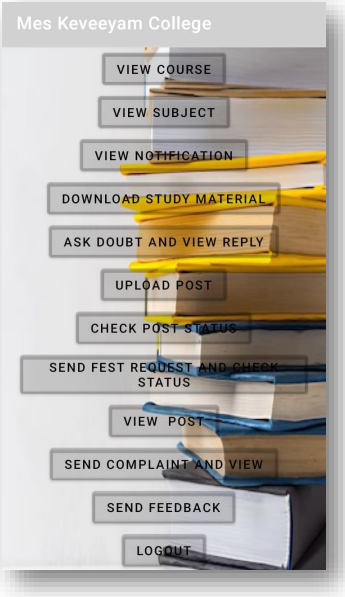 Mes Keveeyam College
VIEW COURSE
VIEW SUBJECT
VIEW NOTIFICATION
DOWNLOAD STUDY MATERIAL
ASK DOUBT AND VIEW REPLY
UPLOAD POST
CHECK POST STATUS
SEND FEST REQUEST AND CHECK
STATUS
VIEW POST
SEND COMPLAINT AND VIEW
SEND FEEDBACK
LOGOUT